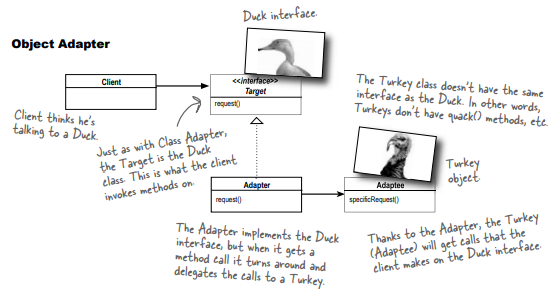 Duck interface.
Object Adapter
Client
<<interface>>
Target
request()
Client thinks he's
talking to a Duck.
Just as with Class Adapter,
the Target is the Duck
class. This is what the client
invokes methods on.
The Turkey class doesn't have the same
interface as the Duck. In other words,
Turkeys don't have quack() methods, etc.
Turkey
object.
Adapter
request()
Adaptee
specificRequest()
The Adapter implements the Duck
interface, but when it gets a
method call it turns around and
delegates the calls to a Turkey.
Thanks to the Adapter, the Turkey
(Adaptee) will get calls that the
client makes on the Duck interface.